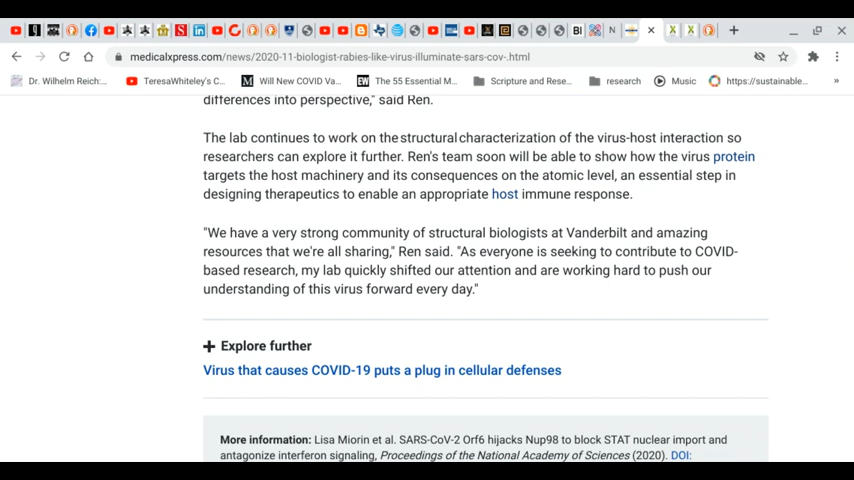 medicalxpress.com/news/2020-11-biologist-rabies-like-virus-illuminate-sars-cov-.html
Dr. Wilhelm Reich:... TeresaWhiteley's C... Will New COVID Va... The 55 Essential M... Scripture and Rese... research Music https://sustainable... »
differences into perspective," said Ren.
The lab continues to work on the structural characterization of the virus-host interaction so
researchers can explore it further. Ren's team soon will be able to show how the virus protein
targets the host machinery and its consequences on the atomic level, an essential step in
designing therapeutics to enable an appropriate host immune response.
"We have a very strong community of structural biologists at Vanderbilt and amazing
resources that we're all sharing," Ren said. "As everyone is seeking to contribute to COVID-
based research, my lab quickly shifted our attention and are working hard to push our
understanding of this virus forward every day."
Explore further
Virus that causes COVID-19 puts a plug in cellular defenses
More information: Lisa Miorin et al. SARS-CoV-2 Orf6 hijacks Nup98 to block STAT nuclear import and
antagonize interferon signaling, Proceedings of the National Academy of Sciences (2020). DOI: